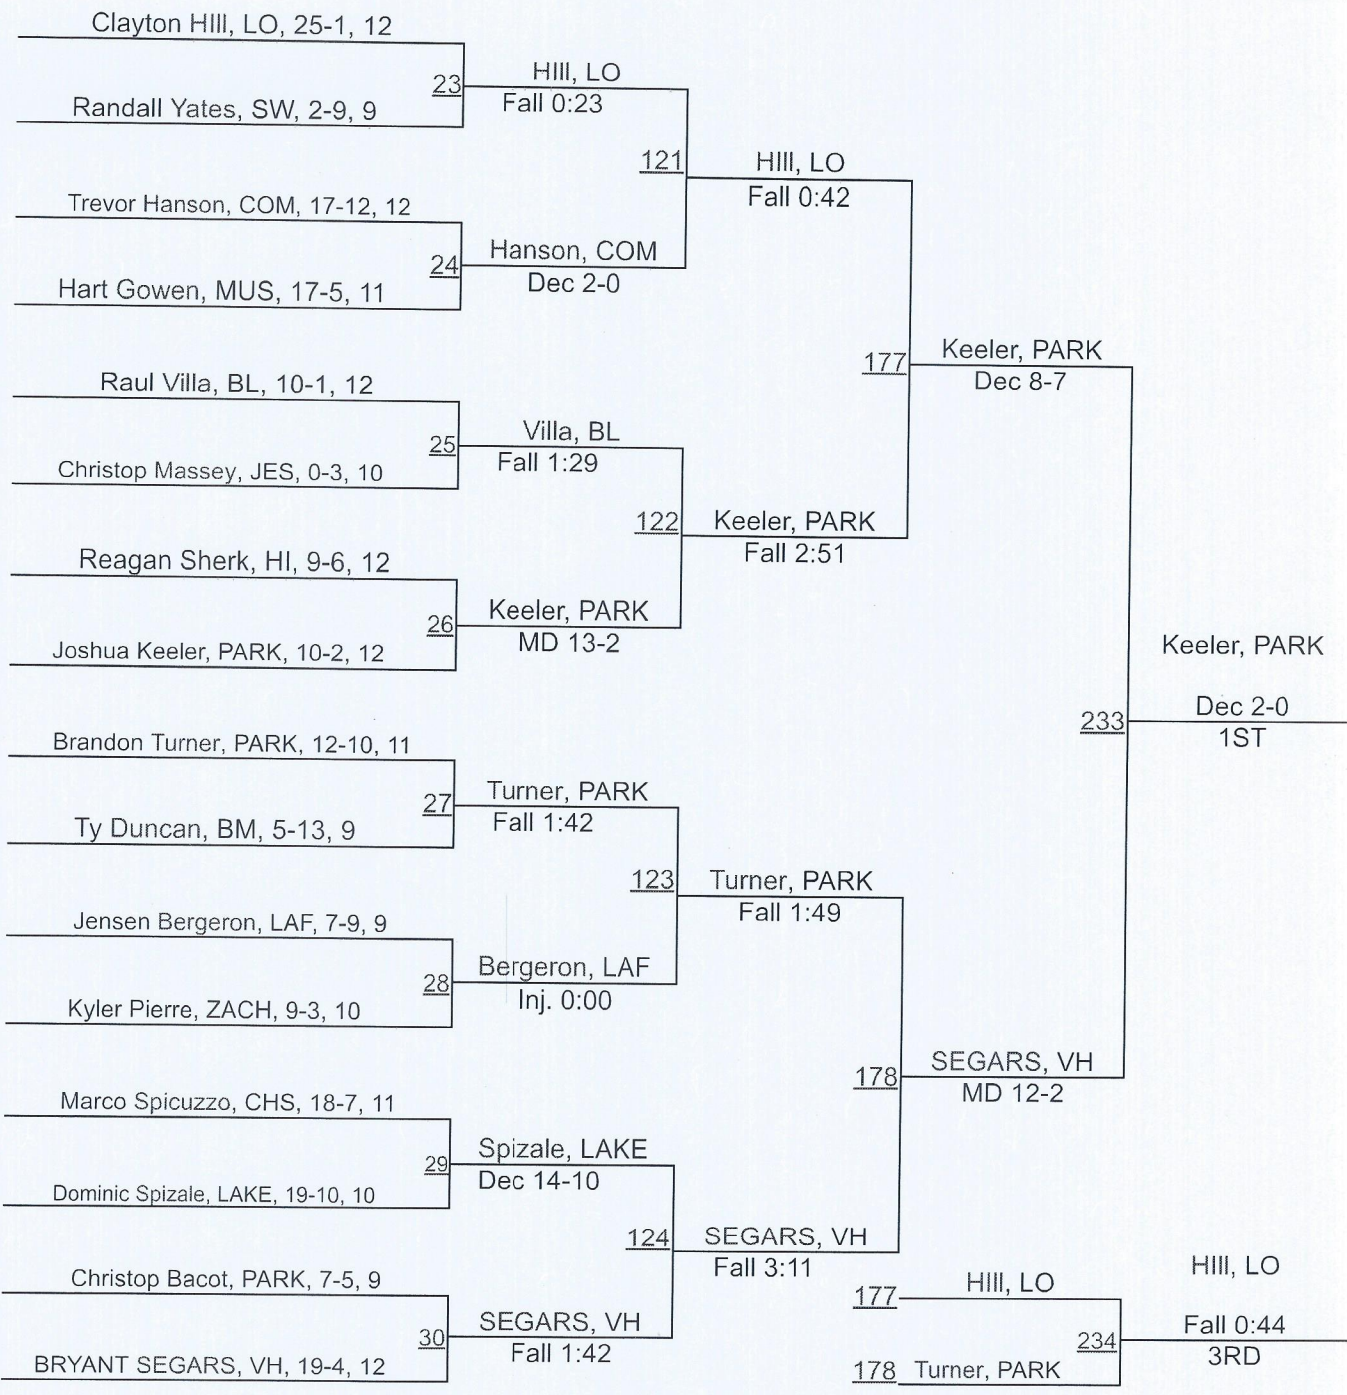 Clayton HIll, LO, 25-1, 12
23
Randall Yates, SW, 2-9, 9
HIll, LO
Fall 0:23
121
Trevor Hanson, COM, 17-12, 12
24
Hart Gowen, MUS, 17-5, 11
Hanson, COM
Dec 2-0
HIll, LO
Fall 0:42
177
Raul Villa, BL, 10-1, 12
25
Christop Massey, JES, 0-3, 10
Villa, BL
Fall 1:29
122
Reagan Sherk, HI, 9-6, 12
26
Joshua Keeler, PARK, 10-2, 12
Keeler, PARK
MD 13-2
Keeler, PARK
Fall 2:51
Keeler, PARK
Dec 8-7
233
Brandon Turner, PARK, 12-10, 11
27
Ty Duncan, BM, 5-13, 9
Turner, PARK
Fall 1:42
123
Jensen Bergeron, LAF, 7-9, 9
28
Kyler Pierre, ZACH, 9-3, 10
Bergeron, LAF
Inj. 0:00
Turner, PARK
Fall 1:49
178
Marco Spicuzzo, CHS, 18-7, 11
29
Dominic Spizale, LAKE, 19-10, 10
Spizale, LAKE
Dec 14-10
124
Christop Bacot, PARK, 7-5, 9
30
BRYANT SEGARS, VH, 19-4, 12
SEGARS, VH
Fall 1:42
SEGARS, VH
Fall 3:11
SEGARS, VH
MD 12-2
Keeler, PARK
Dec 2-0
1ST
177
HIll, LO
234
178
Turner, PARK
HIll, LO
Fall 0:44
3RD